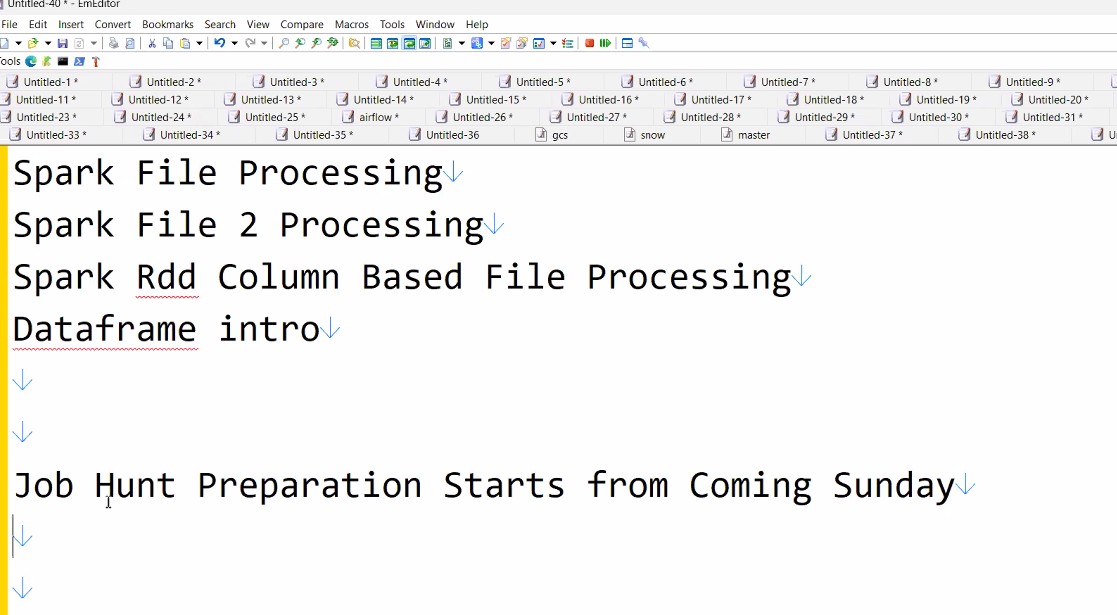 Untitled-40 * - EmEditor
File Edit Insert Convert Bookmarks Search View Compare Macros Tools Window Help
Tools
Untitled-1 * Untitled-2 * Untitled-3 * Untitled-4 * Untitled-5 * Untitled-6 * Untitled-7 * Untitled-8 * Untitled-9 *
Untitled-11 * Untitled-12 * Untitled-13 * Untitled-14 * Untitled-15 * Untitled-16 * Untitled-17 * Untitled-18 * Untitled-19 * Untitled-20 *
Untitled-23 * Untitled-24 * Untitled-25 * airflow * Untitled-26 * Untitled-27 * Untitled-28 * Untitled-29 * Untitled-30 * Untitled-31 *
Untitled-33 * Untitled-34 * Untitled-35 * Untitled-36 gcs snow master Untitled-37 * Untitled-38 *
Spark File Processing
Spark File 2 Processing
Spark Rdd Column Based File Processing
Dataframe intro
Job Hunt Preparation Starts from Coming Sunday